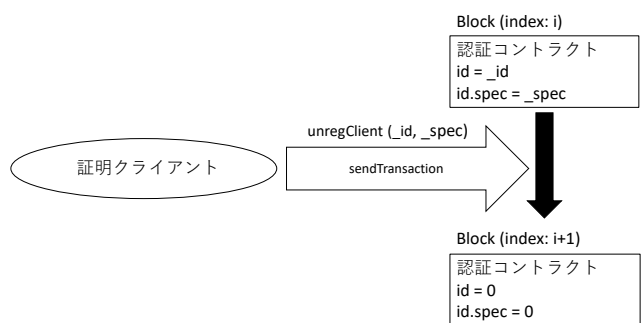 Block (index: i)
認証コントラクト
id = _id
id.spec = _spec
unregClient (_id, _spec)
証明クライアント
sendTransaction
Block (index: i+1)
認証コントラクト
id = 0
id.spec = 0